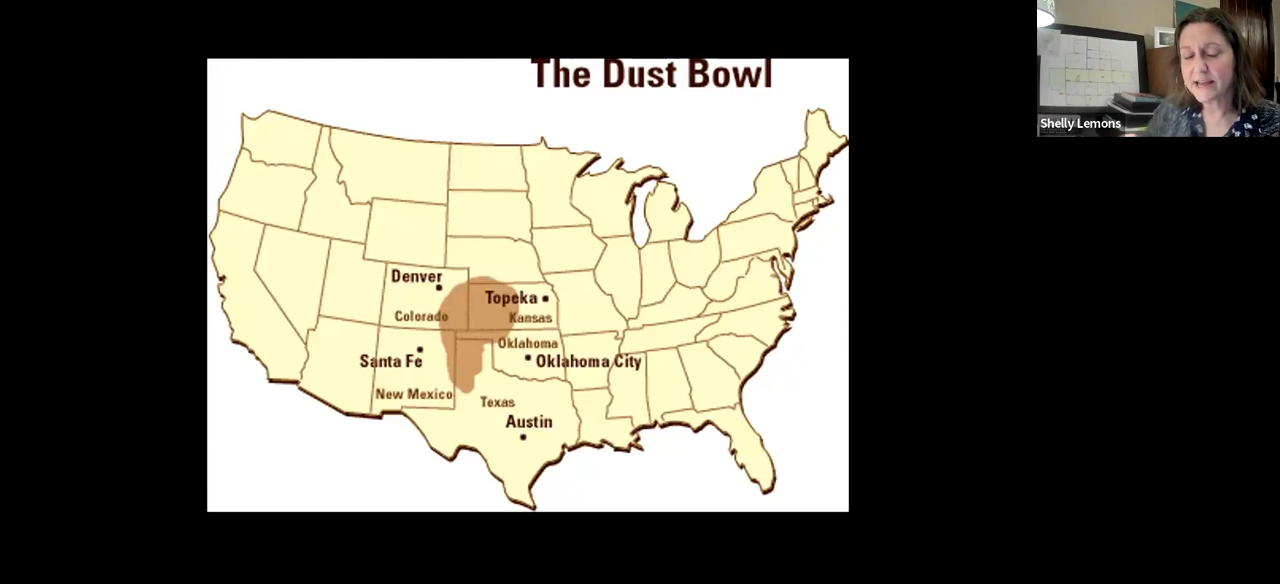 The Dust Bowl
Shelly Lemons
Denver
Topeka
Colorado
Kansas
Oklahoma
Santa Fe
Oklahoma City
New Mexico
Texas
Austin